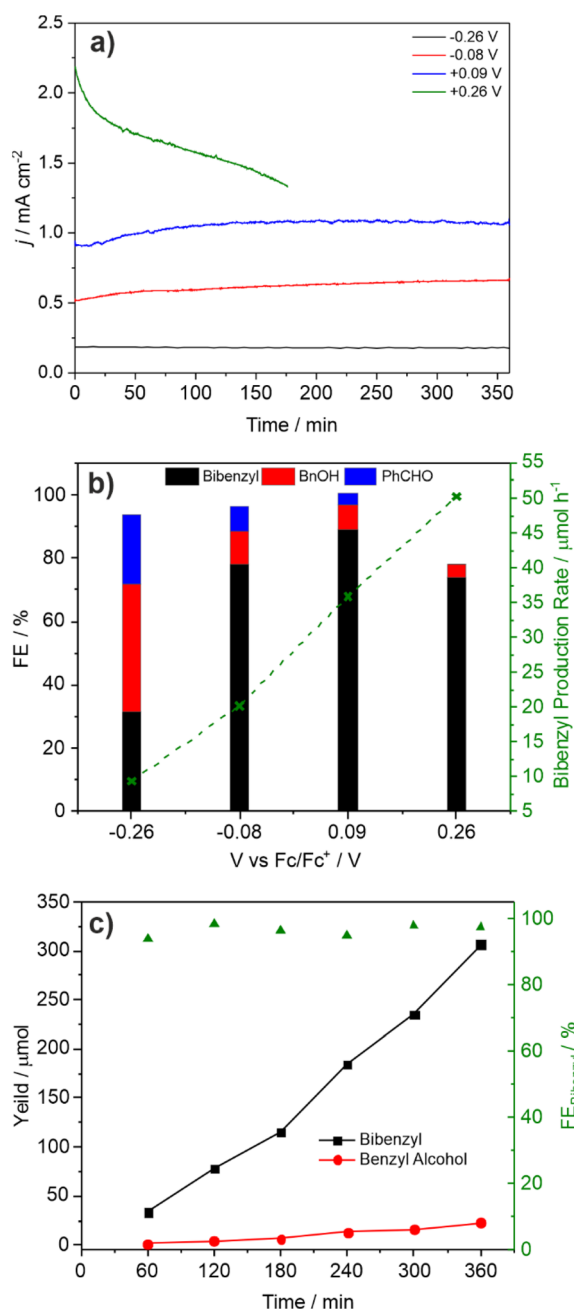 a)
-0.26 V
-0.08 V
+0.09 V
+0.26 V
2.5
2.0
1.5
1.0
0.5
0.0
j / mA cm⁻²
0 50 100 150 200 250 300 350
Time / min
b)
Bibenzyl BnOH PhCHO
100
80
60
40
20
0
FE / %
55
50
45
40
35
30
25
20
15
10
5
Bibenzyl Production Rate / μmol h⁻¹
-0.26 -0.08 0.09 0.26
V vs Fc/Fc⁺ / V
c)
350
300
250
200
150
100
50
0
Yeild / μmol
Bibenzyl
Benzyl Alcohol
100
80
60
40
20
0
/ %
0 60 120 180 240 300 360
Time / min